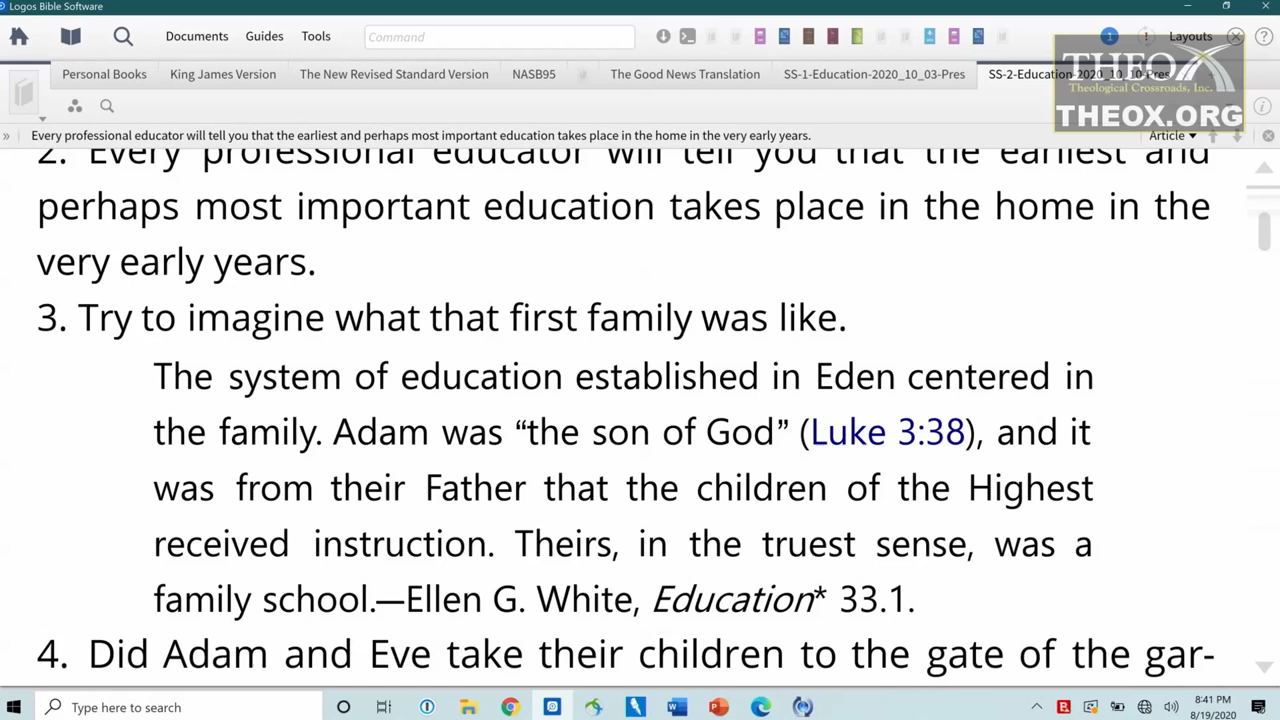 Logos Bible Software
Documents Guides Tools Command 1 ! Layouts ?
Personal Books King James Version The New Revised Standard Version NASB95 The Good News Translation SS-1-Education-2020_10_03-Pres SS-2-Education-2020_10_10-Pres
THEO
Theological Crossroads, Inc.
THEOX.ORG
» Every professional educator will tell you that the earliest and perhaps most important education takes place in the home in the very early years. Article
2. Every professional educator will tell you that the earliest and
perhaps most important education takes place in the home in the
very early years.
3. Try to imagine what that first family was like.
The system of education established in Eden centered in
the family. Adam was “the son of God” (Luke 3:38), and it
was from their Father that the children of the Highest
received instruction. Theirs, in the truest sense, was a
family school.—Ellen G. White, Education* 33.1.
4. Did Adam and Eve take their children to the gate of the gar-
Type here to search
8:41 PM
8/19/2020